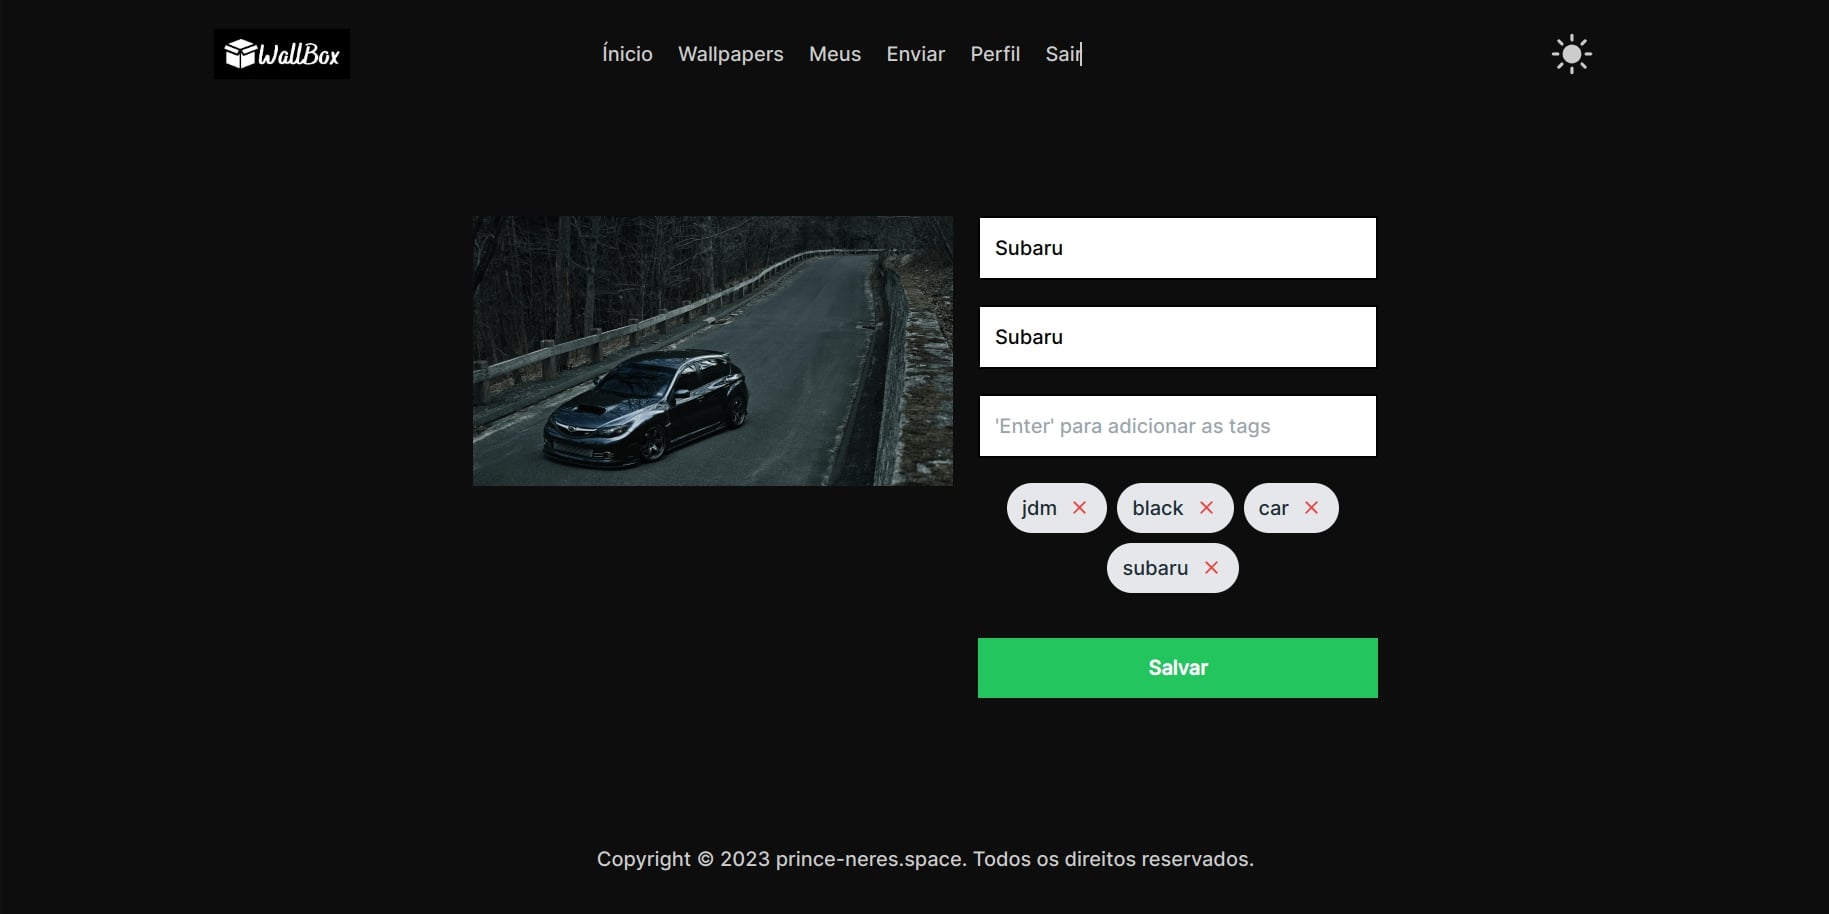 WallBox
Ínicio Wallpapers Meus Enviar Perfil Sair
Subaru
Subaru
'Enter' para adicionar as tags
jdm black car
subaru
Salvar
Copyright © 2023 prince-neres.space. Todos os direitos reservados.